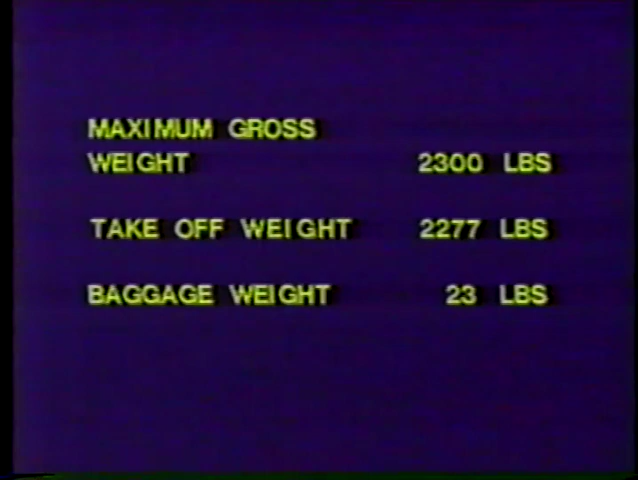 MAXIMUM GROSS
WEIGHT 2300 LBS
TAKE OFF WEIGHT 2277 LBS
BAGGAGE WEIGHT 23 LBS